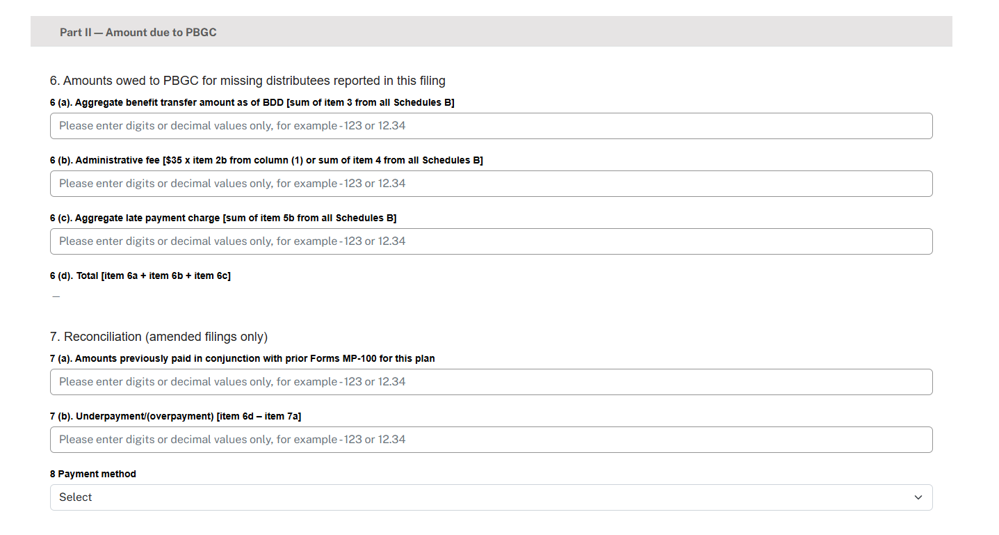 Part II — Amount due to PBGC
6. Amounts owed to PBGC for missing distributees reported in this filing
6 (a). Aggregate benefit transfer amount as of BDD [sum of item 3 from all Schedules B]
Please enter digits or decimal values only, for example - 123 or 12.34
6 (b). Administrative fee [$35 x item 2b from column (1) or sum of item 4 from all Schedules B]
Please enter digits or decimal values only, for example - 123 or 12.34
6 (c). Aggregate late payment charge [sum of item 5b from all Schedules B]
Please enter digits or decimal values only, for example - 123 or 12.34
6 (d). Total [item 6a + item 6b + item 6c]
—
7. Reconciliation (amended filings only)
7 (a). Amounts previously paid in conjunction with prior Forms MP-100 for this plan
Please enter digits or decimal values only, for example - 123 or 12.34
7 (b). Underpayment/(overpayment) [item 6d – item 7a]
Please enter digits or decimal values only, for example - 123 or 12.34
8 Payment method
Select